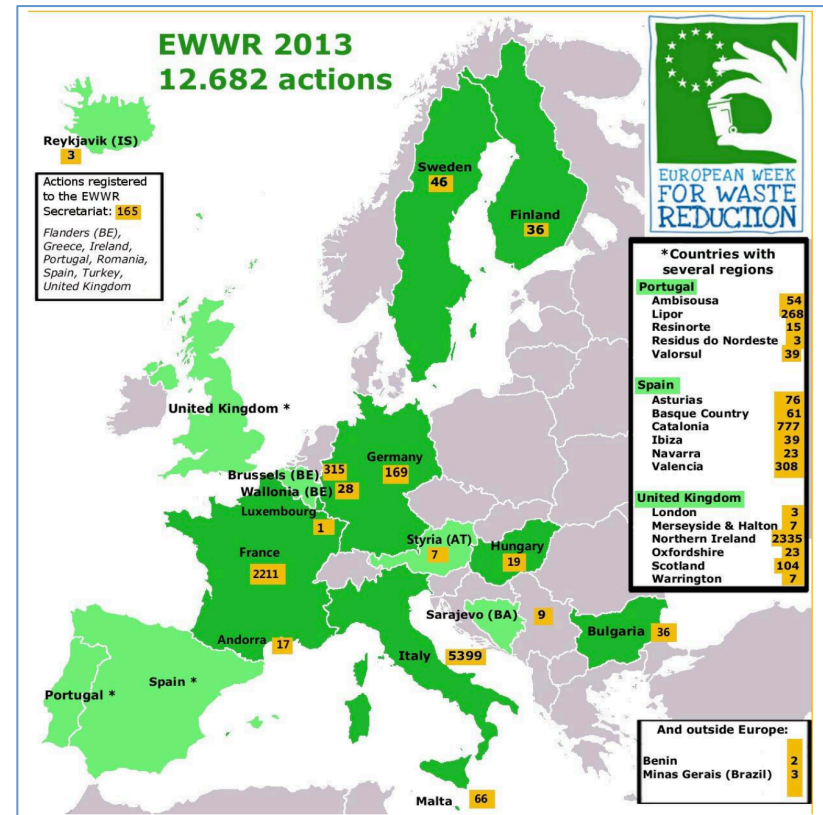 EWWR 2013
12.682 actions
EUROPEAN WEEK
FOR WASTE
REDUCTION
Reykjavik (IS)
3
Actions registered
to the EWWR
Secretariat: 165
Flanders (BE),
Greece, Ireland,
Portugal, Romania,
Spain, Turkey,
United Kingdom
Sweden
46
Finland
36
*Countries with
several regions
Portugal
Ambisousa 54
Lipor 268
Resinorte 15
Residus do Nordeste 3
Valorsul 39
Spain
Asturias 76
Basque Country 61
Catalonia 777
Ibiza 39
Navarra 23
Valencia 308
United Kingdom
London 3
Merseyside & Halton 7
Northern Ireland 2335
Oxfordshire 23
Scotland 104
Warrington 7
United Kingdom *
Germany
169
Brussels (BE) 315
Wallonia (BE) 28
Luxembourg
1
France
2211
Styria (AT)
7
Hungary
19
Sarajevo (BA) 9
Bulgaria 36
Andorra 17
Italy 5399
Portugal *
Spain *
Malta 66
And outside Europe:
Benin 2
Minas Gerais (Brazil) 3